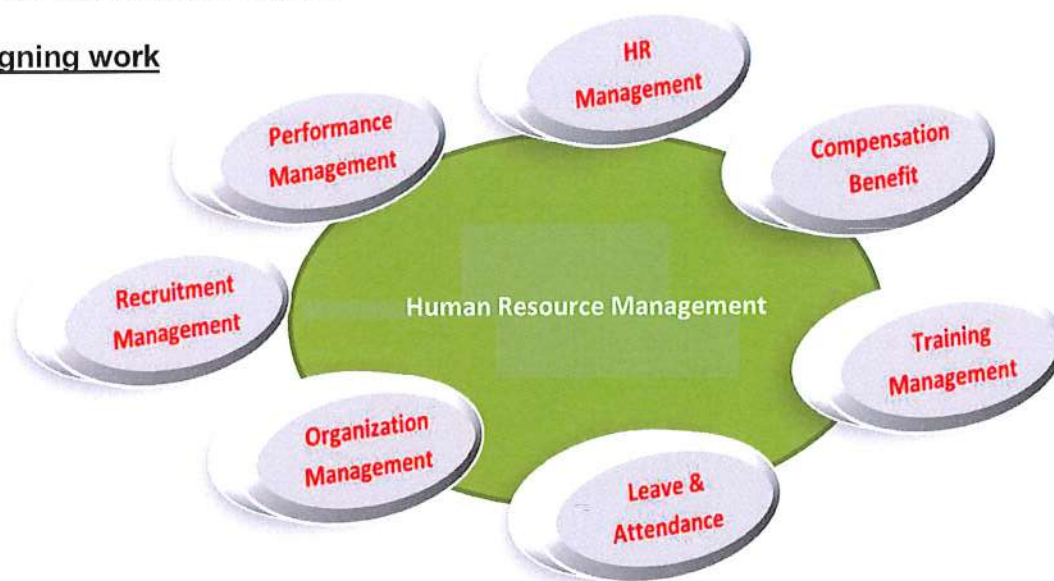 gning work
HR
Management
Performance
Management
Compensation
Benefit
Recruitment
Management
Human Resource Management
Training
Management
Organization
Management
Leave &
Attendance